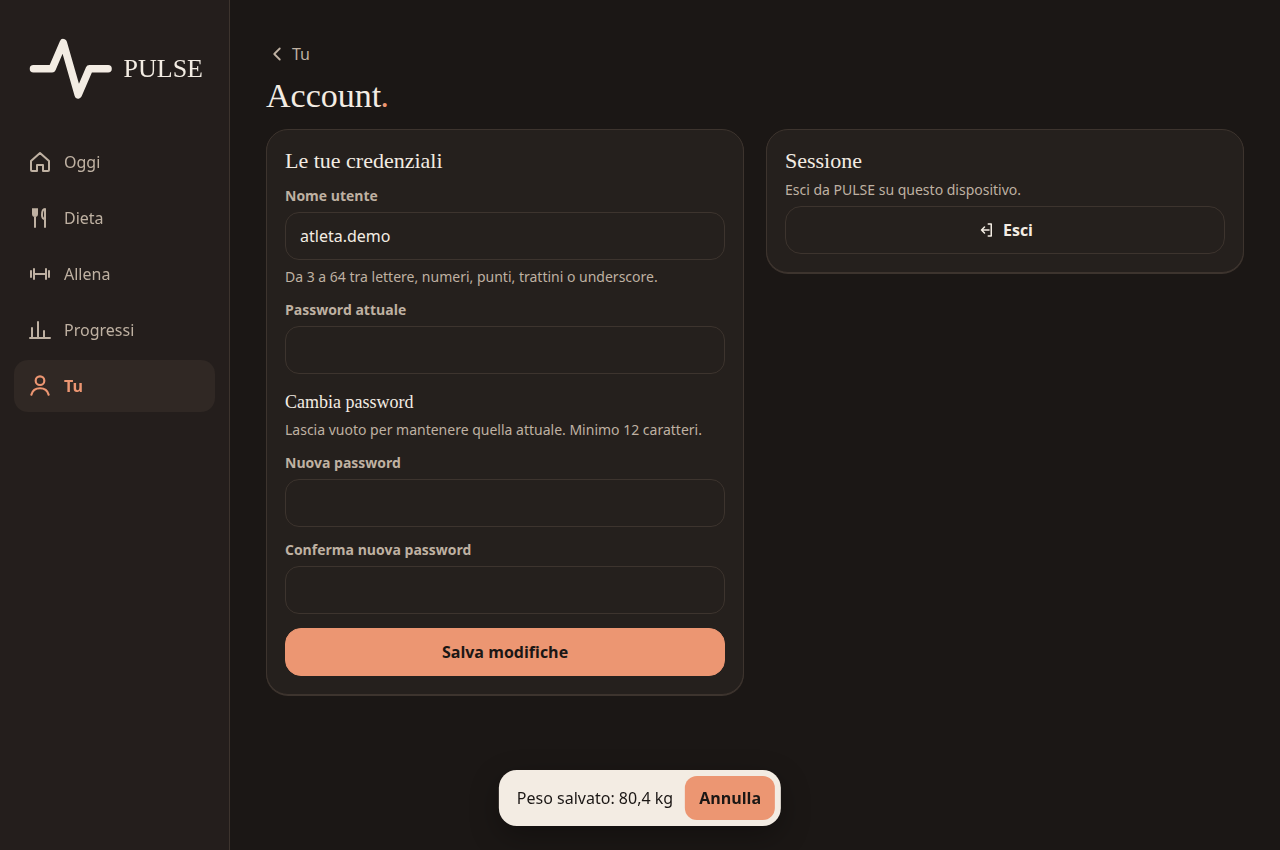 PULSE
Oggi
Dieta
Allena
Progressi
Tu
Tu
Account.
Le tue credenziali
Nome utente
atleta.demo
Da 3 a 64 tra lettere, numeri, punti, trattini o underscore.
Password attuale
Cambia password
Lascia vuoto per mantenere quella attuale. Minimo 12 caratteri.
Nuova password
Conferma nuova password
Salva modifiche
Sessione
Esci da PULSE su questo dispositivo.
Esci
Peso salvato: 80,4 kg
Annulla